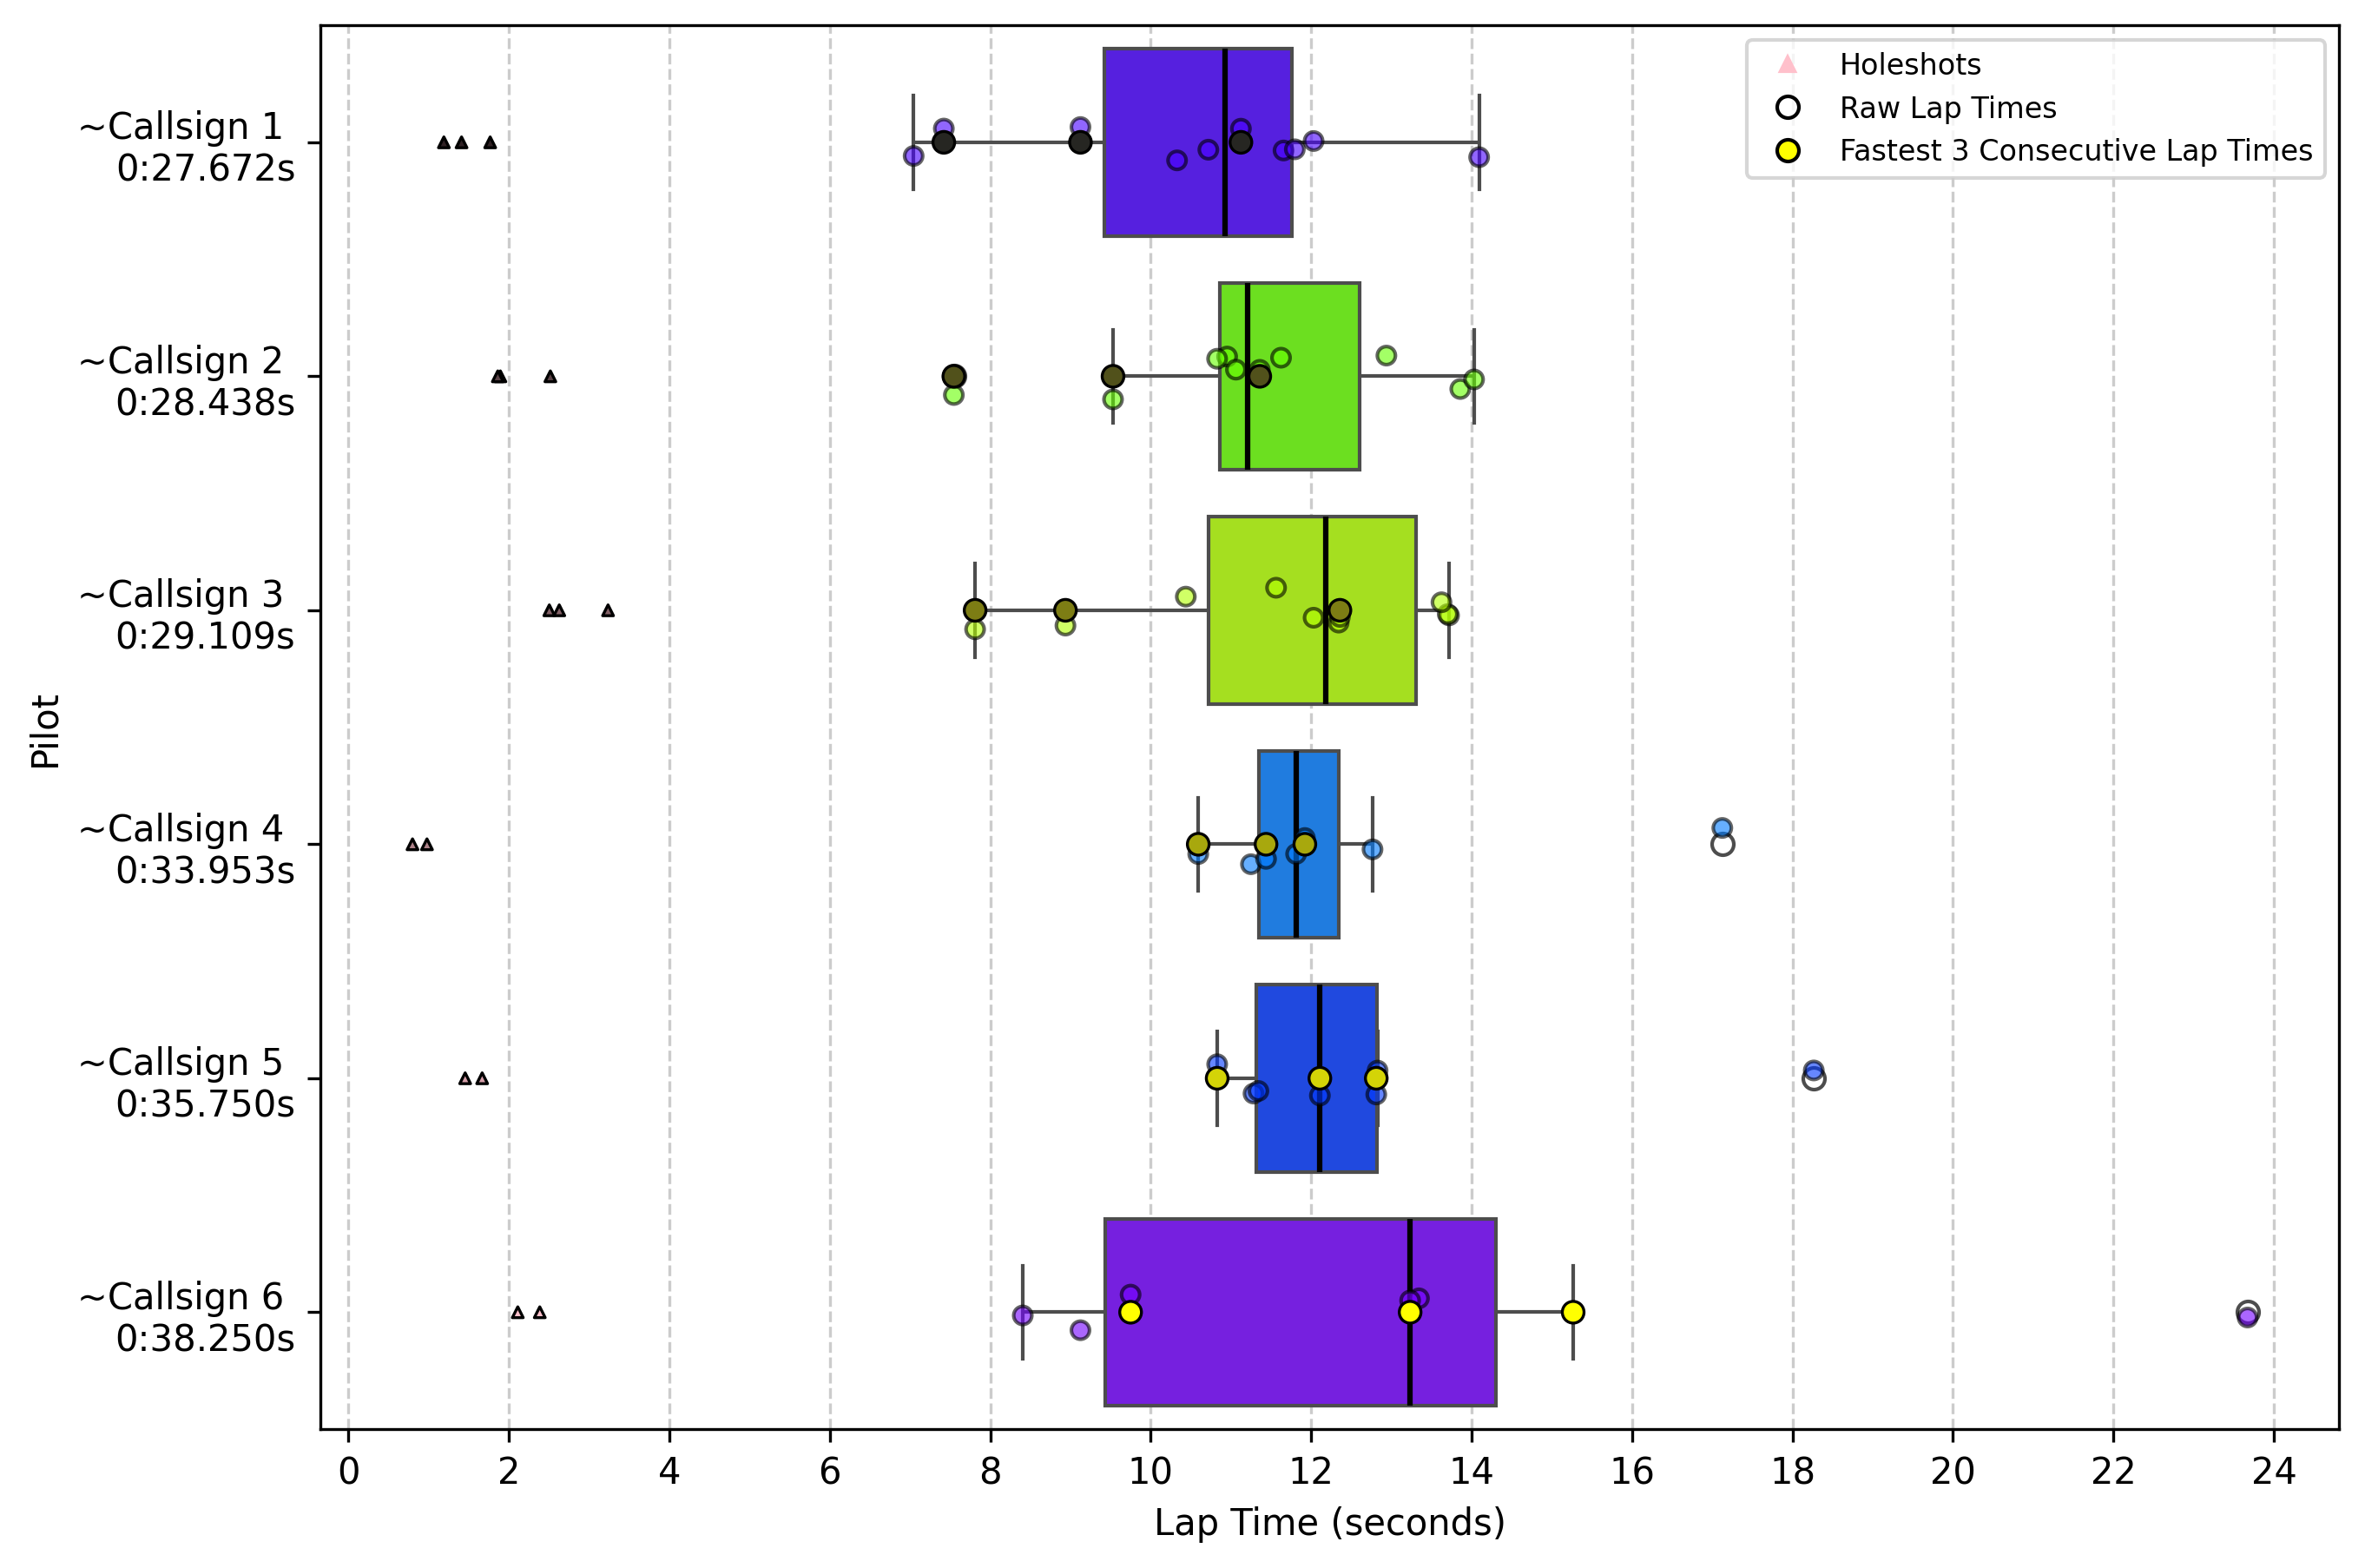 Holeshots
Raw Lap Times
Fastest 3 Consecutive Lap Times
~Callsign 1
0:27.672s
~Callsign 2
0:28.438s
~Callsign 3
0:29.109s
~Callsign 4
0:33.953s
~Callsign 5
0:35.750s
~Callsign 6
0:38.250s
Pilot
0 2 4 6 8 10 12 14 16 18 20 22 24
Lap Time (seconds)